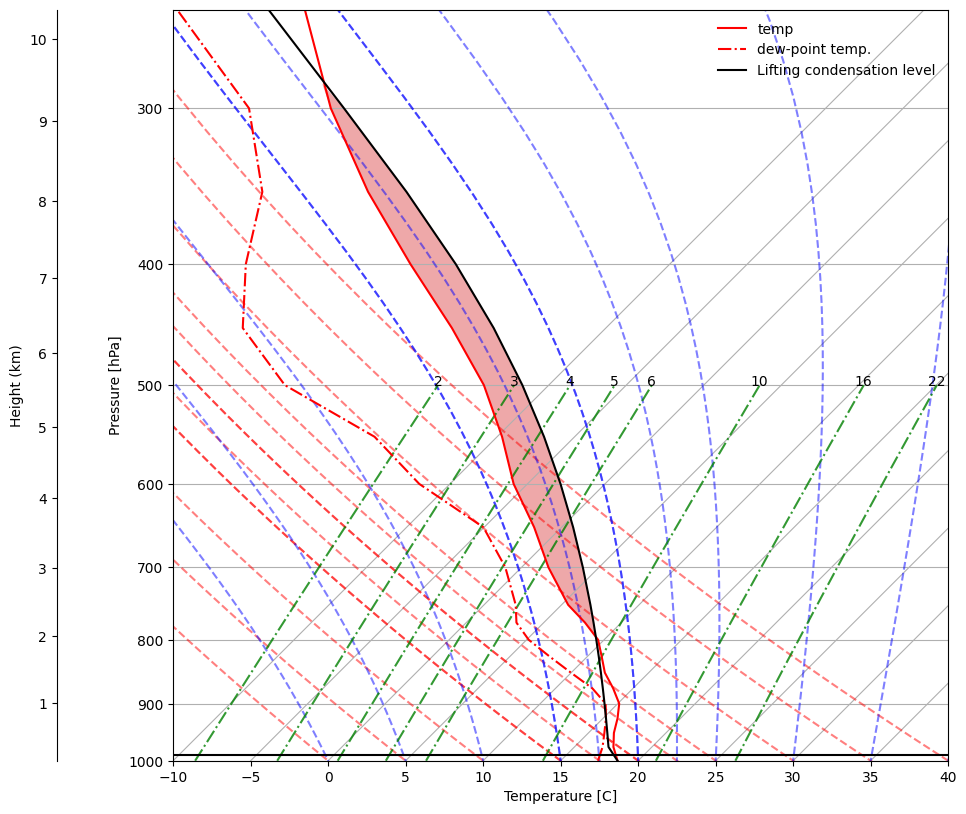 temp
dew-point temp.
Lifting condensation level
10
9
8
7
6
5
4
3
2
1
Height (km)
300
400
500
600
700
800
900
1000
Pressure [hPa]
2 3 4 5 6 10 16 22
−10 −5 0 5 10 15 20 25 30 35 40
Temperature [C]